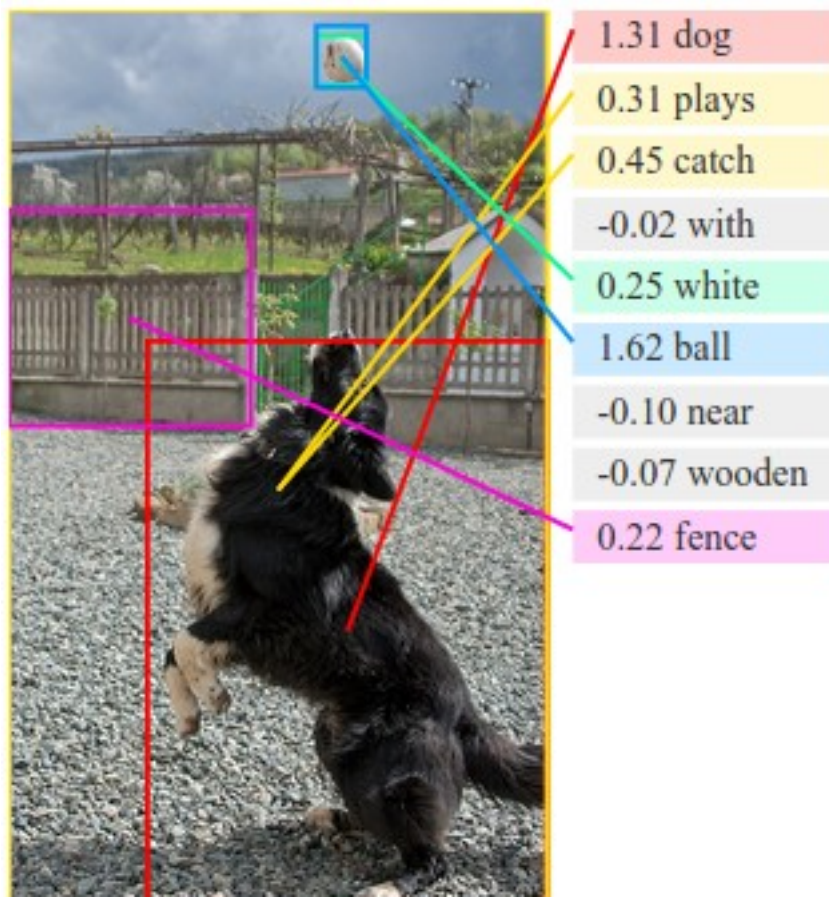 1.31 dog
0.31 plays
0.45 catch
-0.02 with
0.25 white
1.62 ball
-0.10 near
-0.07 wooden
0.22 fence